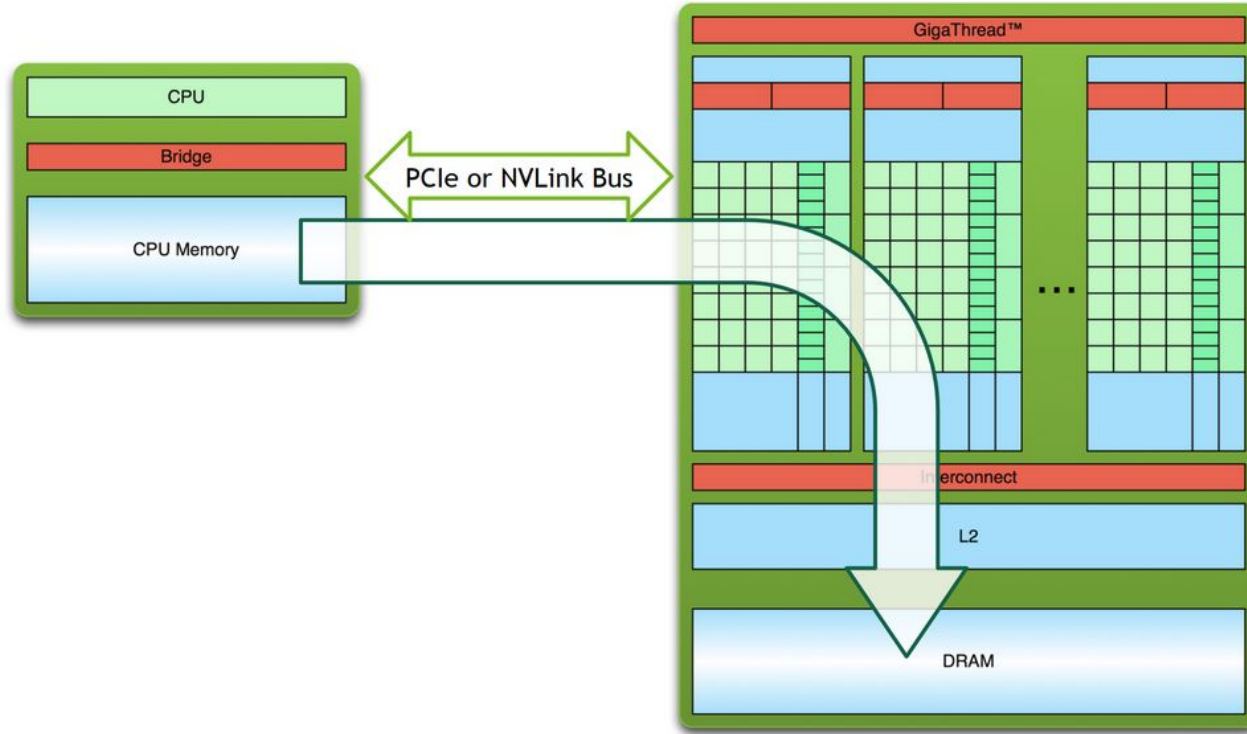 GigaThread™
CPU
Bridge
PCIe or NVLink Bus
CPU Memory
...
Interconnect
L2
DRAM